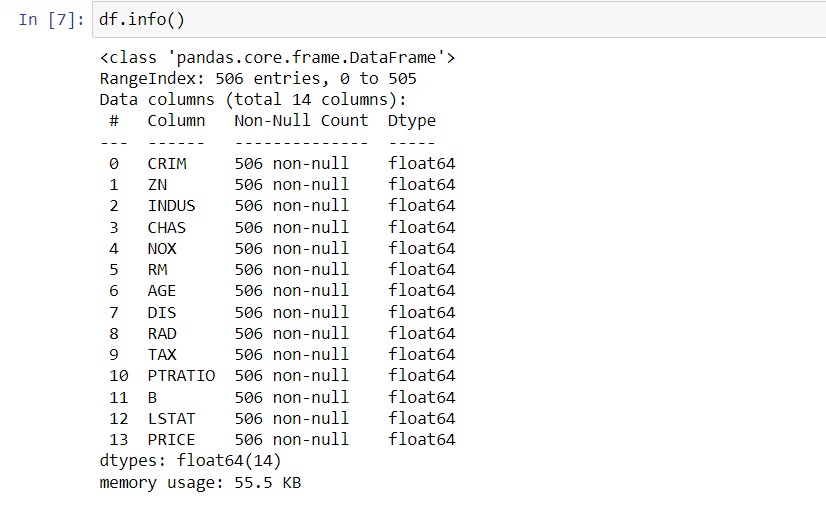 In [7]: df.info()
<class 'pandas.core.frame.DataFrame'>
RangeIndex: 506 entries, 0 to 505
Data columns (total 14 columns):
 #   Column   Non-Null Count  Dtype
---  ------   --------------  -----
 0   CRIM     506 non-null    float64
 1   ZN       506 non-null    float64
 2   INDUS    506 non-null    float64
 3   CHAS     506 non-null    float64
 4   NOX      506 non-null    float64
 5   RM       506 non-null    float64
 6   AGE      506 non-null    float64
 7   DIS      506 non-null    float64
 8   RAD      506 non-null    float64
 9   TAX      506 non-null    float64
 10  PTRATIO  506 non-null    float64
 11  B        506 non-null    float64
 12  LSTAT    506 non-null    float64
 13  PRICE    506 non-null    float64
dtypes: float64(14)
memory usage: 55.5 KB